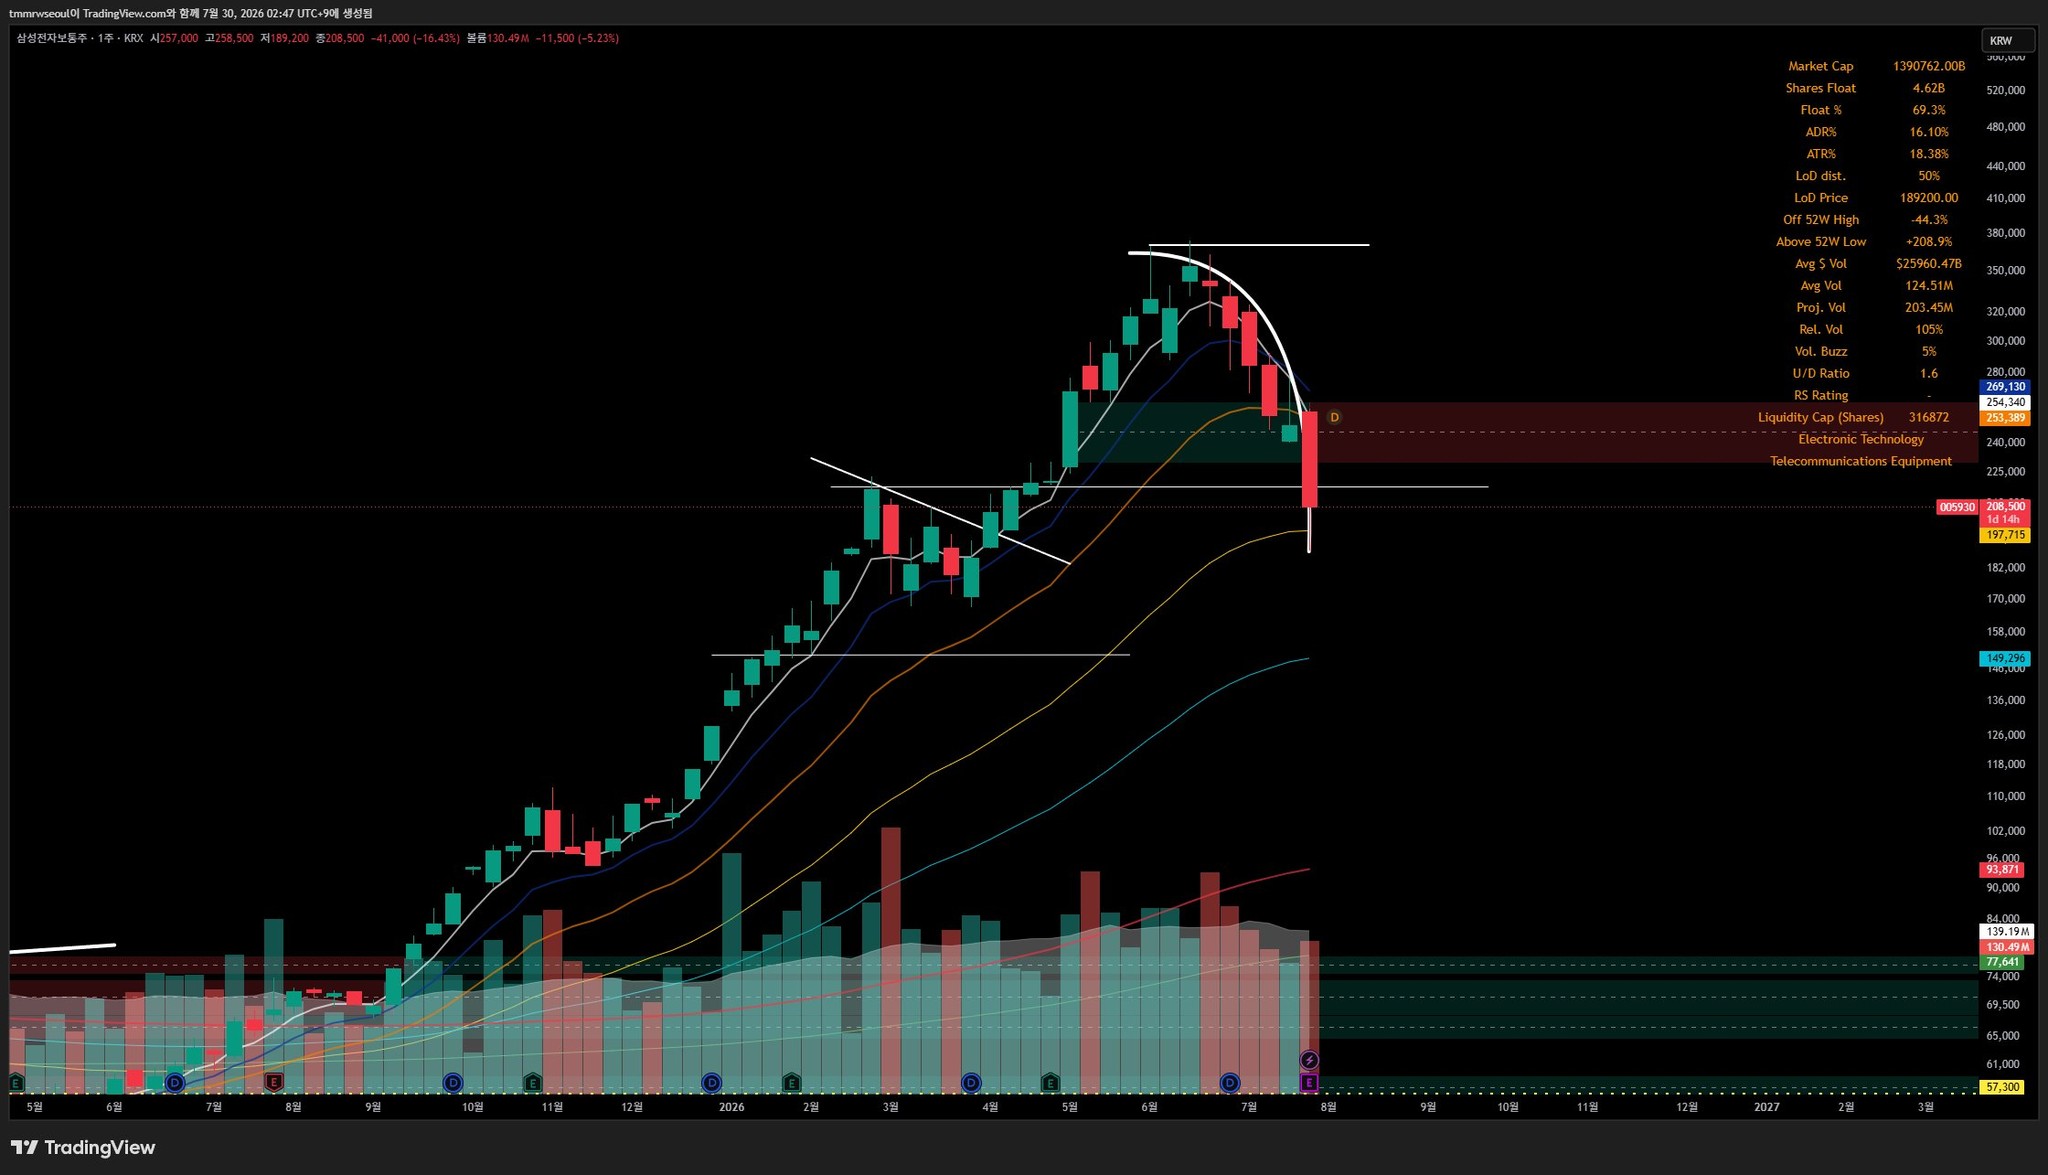 tmmrwseoul이 TradingView.com와 함께 7월 30, 2026 02:47 UTC+9에 생성됨
삼성전자보통주 · 1주 · KRX 시257,000 고258,500 저189,200 종208,500 −41,000 (−16.43%) 볼륨130.49M −11,500 (−5.23%)
KRW
Market Cap 1390762.00B
Shares Float 4.62B
Float % 69.3%
ADR% 16.10%
ATR% 18.38%
LoD dist. 50%
LoD Price 189200.00
Off 52W High -44.3%
Above 52W Low +208.9%
Avg $ Vol $25960.47B
Avg Vol 124.51M
Proj. Vol 203.45M
Rel. Vol 105%
Vol. Buzz 5%
U/D Ratio 1.6
RS Rating -
Liquidity Cap (Shares) 316872
Electronic Technology
Telecommunications Equipment
560,000
520,000
480,000
440,000
410,000
380,000
350,000
320,000
300,000
280,000
269,130
254,340
253,389
240,000
225,000
005930 208,500
1d 14h
197,715
182,000
170,000
158,000
149,296
146,000
136,000
126,000
118,000
110,000
102,000
96,000
93,871
90,000
84,000
139.19M
130.49M
77,641
74,000
69,500
65,000
61,000
57,300
D
E D E D E D E D E D E
5월 6월 7월 8월 9월 10월 11월 12월 2026 2월 3월 4월 5월 6월 7월 8월 9월 10월 11월 12월 2027 2월 3월
TradingView